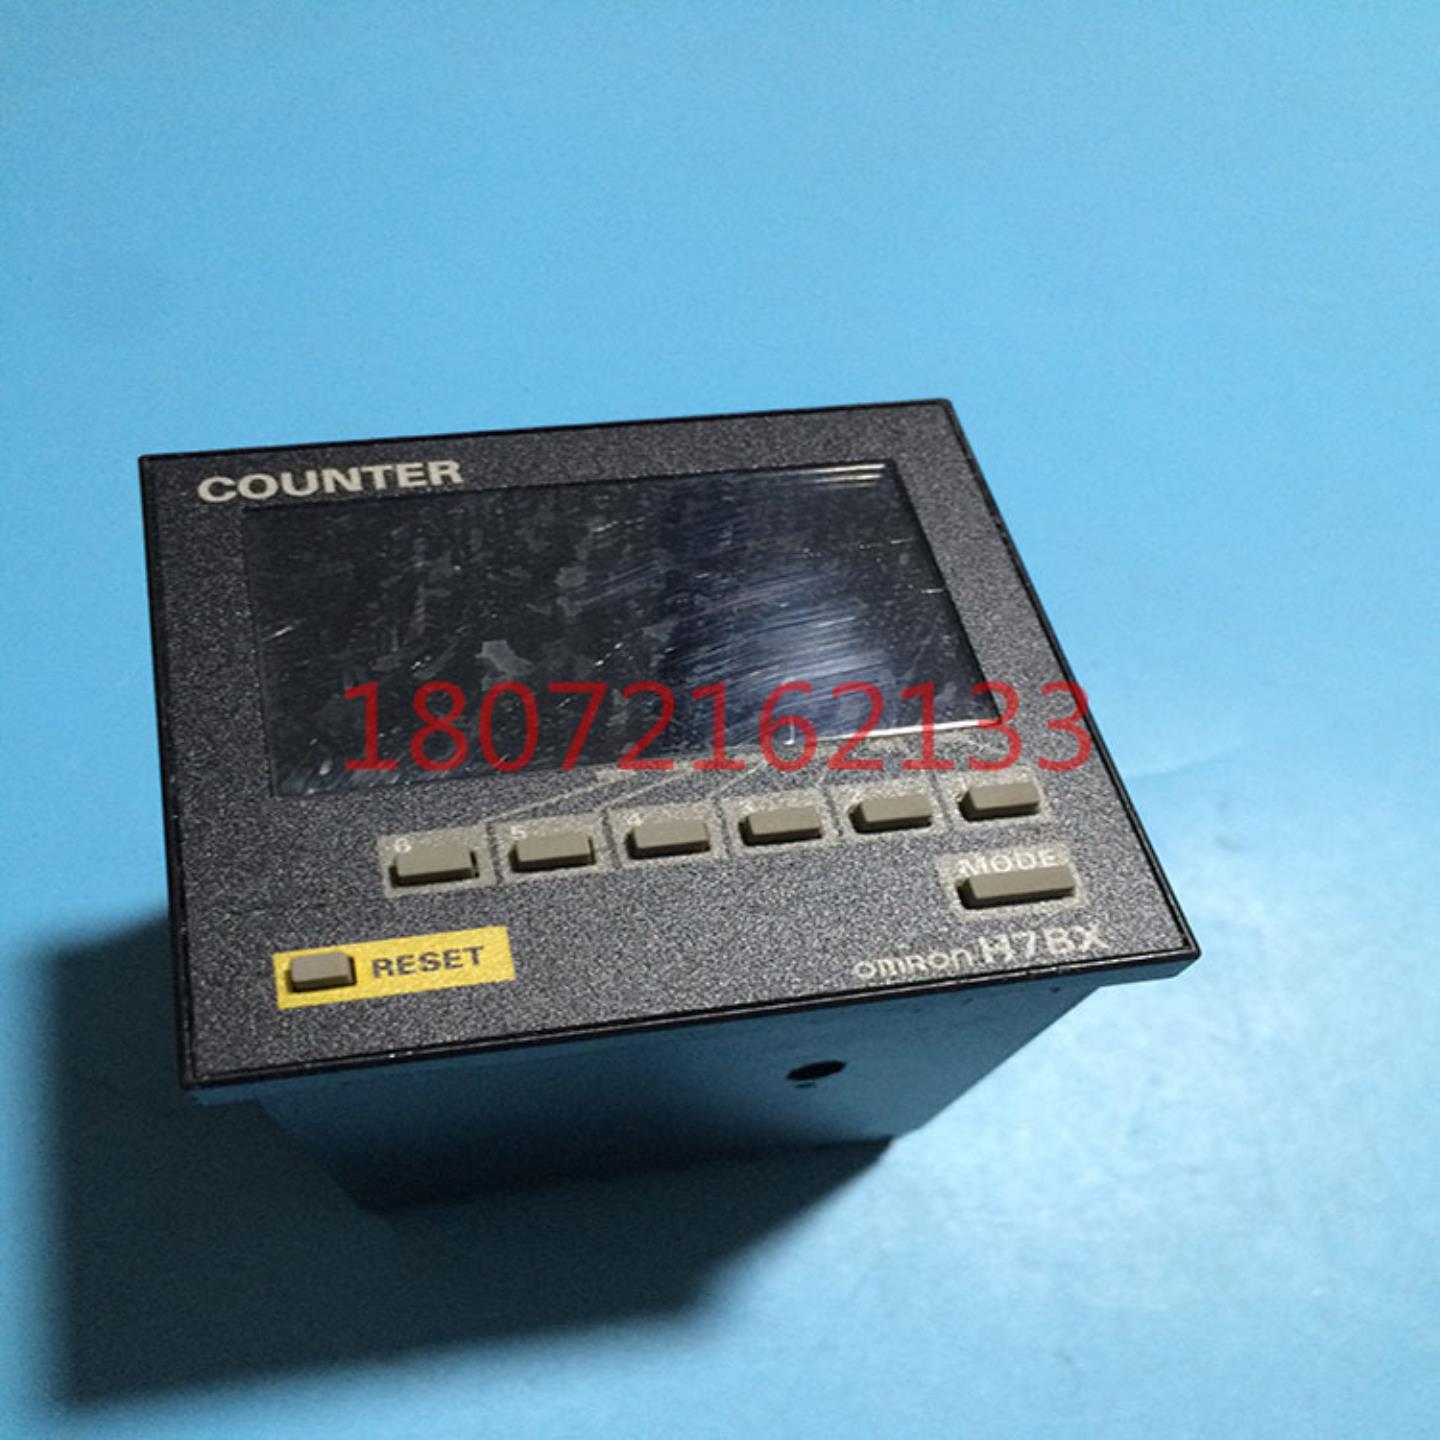 COUNTER
18072162133
6 5 4
MODE
RESET
omron H7BX